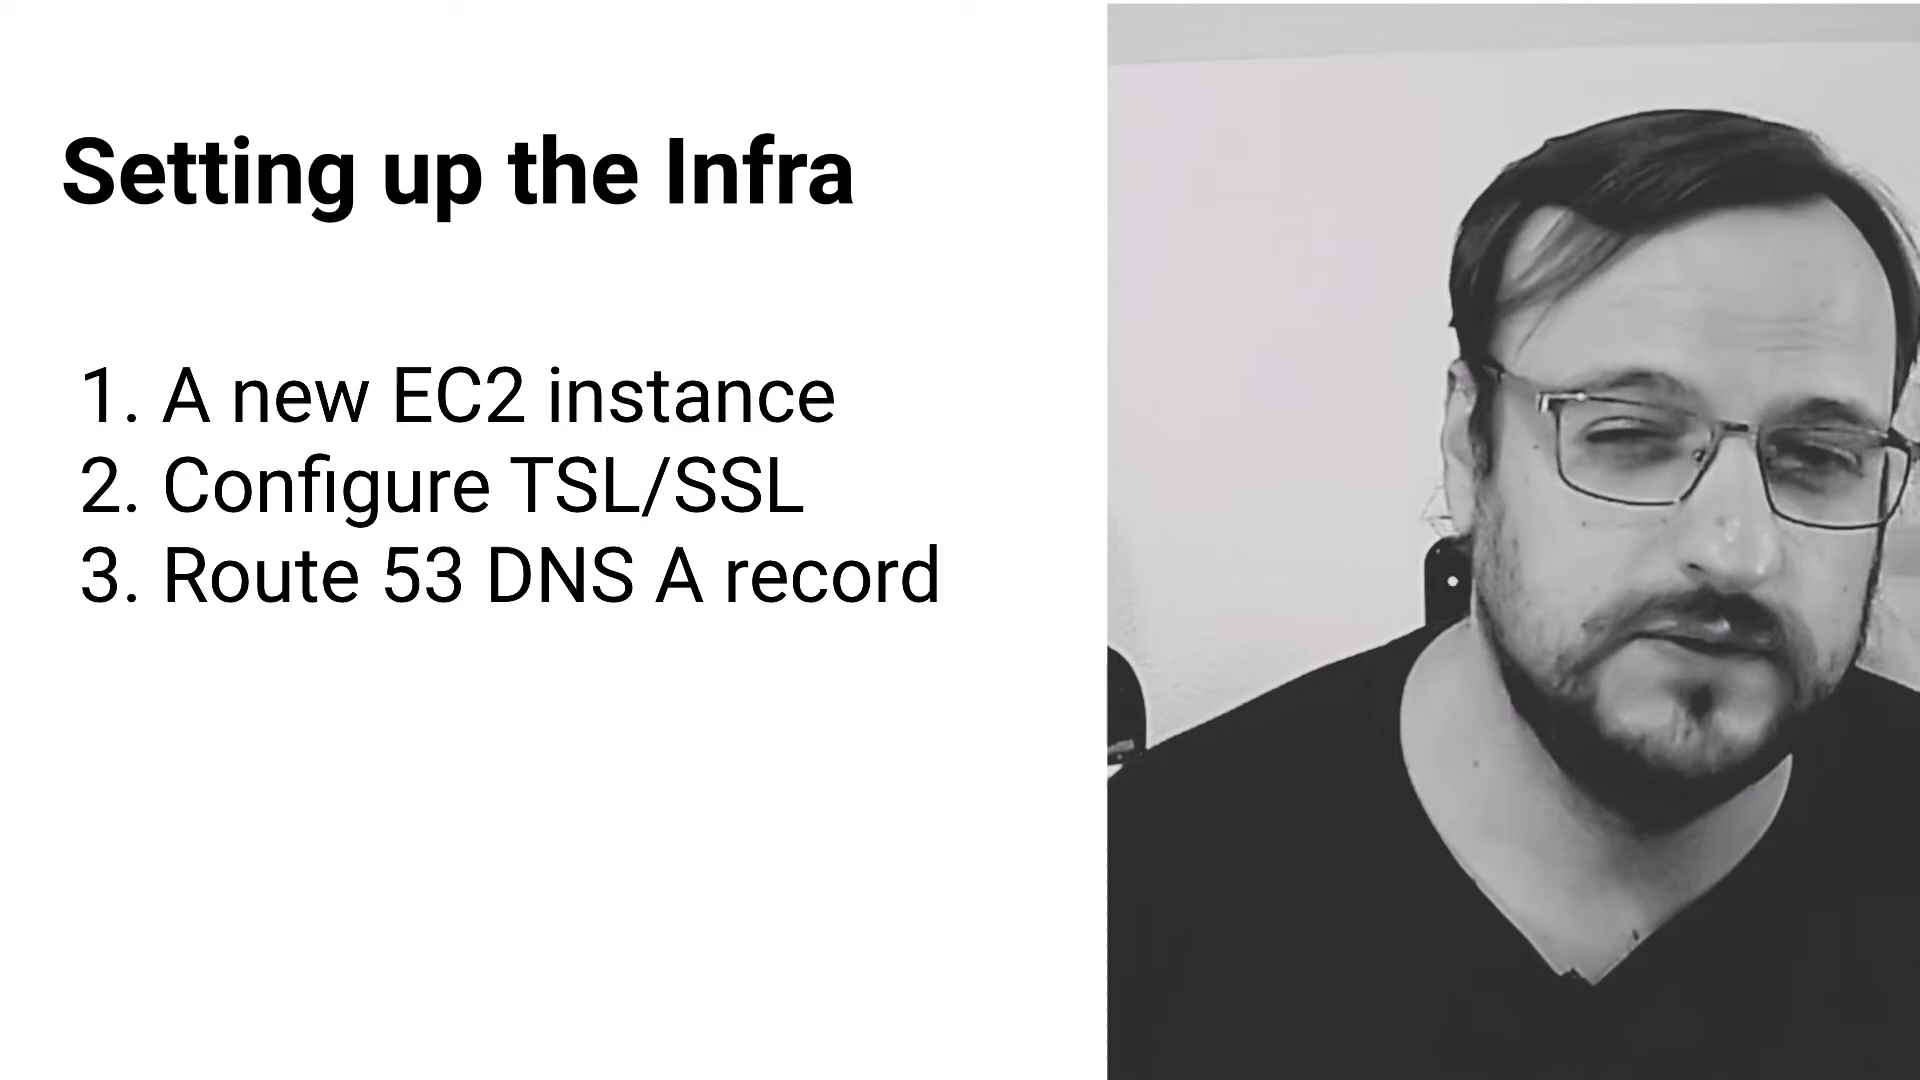 Setting up the Infra
1. A new EC2 instance
2. Configure TSL/SSL
3. Route 53 DNS A record